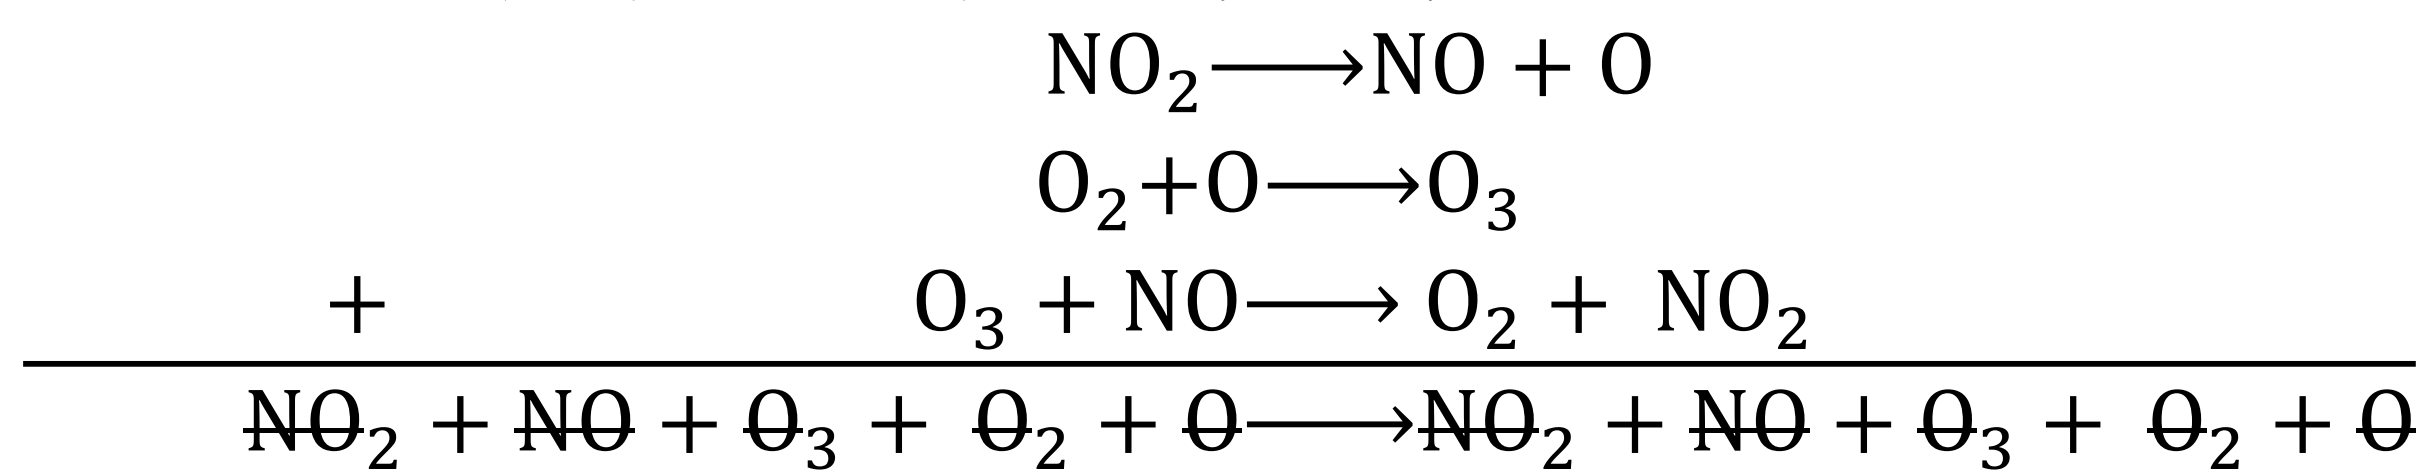 NO₂⟶NO + O
O₂+O⟶O₃
+ O₃ + NO⟶ O₂ + NO₂
NO₂ + NO + O₃ + O₂ + O⟶NO₂ + NO + O₃ + O₂ + O